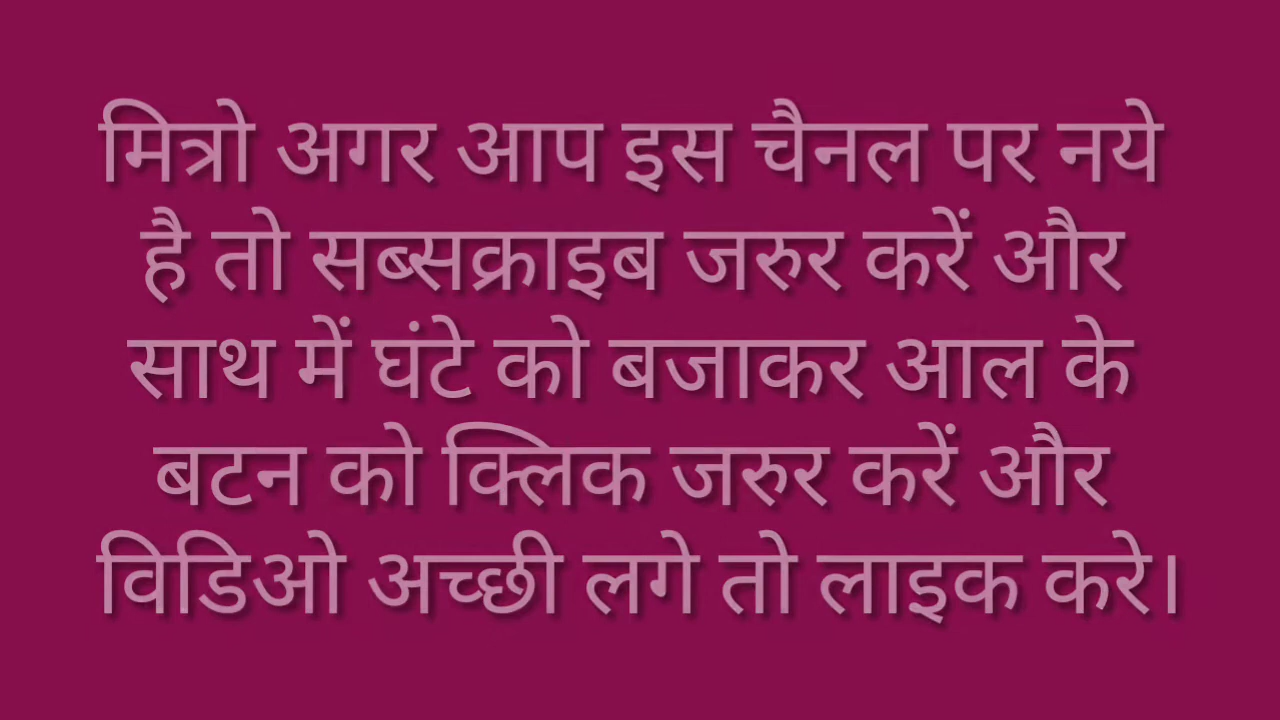 मित्रो अगर आप इस चैनल पर नये
है तो सब्सक्राइब जरुर करें और
साथ में घंटे को बजाकर आल के
बटन को क्लिक जरुर करें और
विडिओ अच्छी लगे तो लाइक करे।